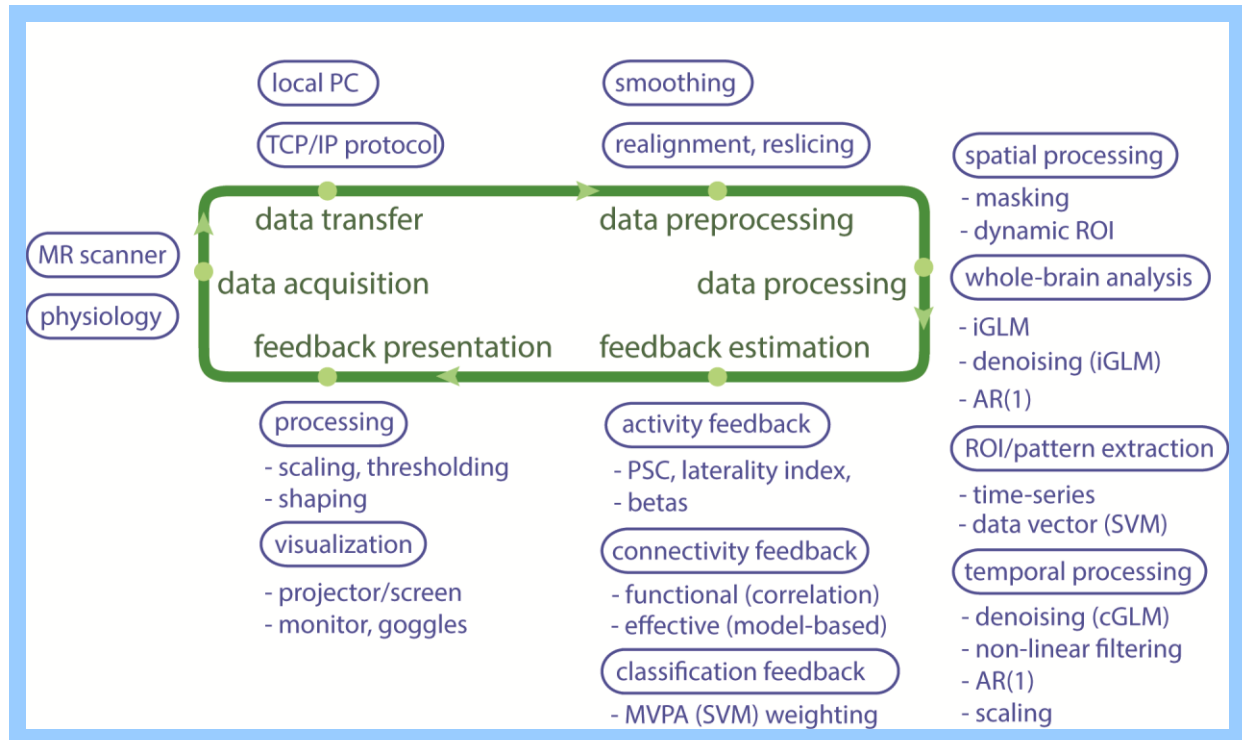 local PC
TCP/IP protocol
data transfer
smoothing
realignment, reslicing
data preprocessing
MR scanner
physiology
data acquisition
data processing
spatial processing
- masking
- dynamic ROI
whole-brain analysis
- iGLM
- denoising (iGLM)
- AR(1)
ROI/pattern extraction
- time-series
- data vector (SVM)
temporal processing
- denoising (cGLM)
- non-linear filtering
- AR(1)
- scaling
feedback estimation
activity feedback
- PSC, laterality index,
- betas
connectivity feedback
- functional (correlation)
- effective (model-based)
classification feedback
- MVPA (SVM) weighting
feedback presentation
processing
- scaling, thresholding
- shaping
visualization
- projector/screen
- monitor, goggles